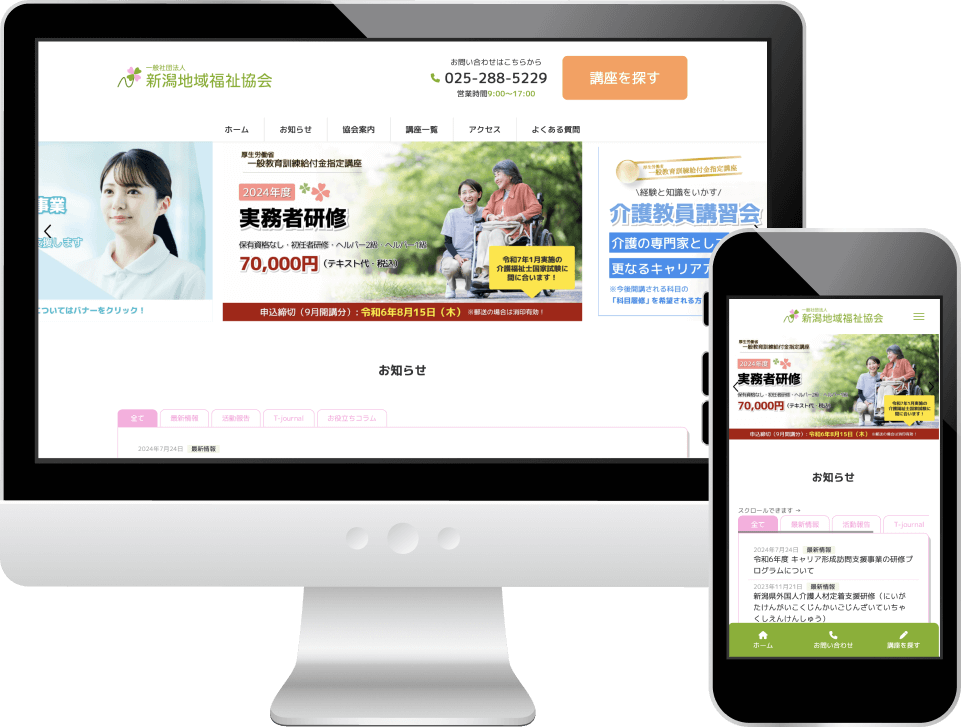 一般社団法人
新潟地域福祉協会
お問い合わせはこちらから
025-288-5229
営業時間9:00〜17:00
講座を探す
ホーム
お知らせ
協会案内
講座一覧
アクセス
よくある質問
事業
援します
についてはバナーをクリック!
厚生労働省
一般教育訓練給付金指定講座
2024年度
実務者研修
保有資格なし・初任者研修・ヘルパー2級・ヘルパー1級
70,000円(テキスト代・税込)
令和7年1月実施の
介護福祉士国家試験に
間に合います!
申込締切(9月開講分):令和6年8月15日(木)※郵送の場合は消印有効!
厚生労働省
一般教育訓練給付金指定講座
\経験と知識をいかす/
介護教員講習会
介護の専門家とし
更なるキャリアア
※今後開講される科目の
「科目履修」を希望される方
お知らせ
全て
最新情報
活動報告
T-journal
お役立ちコラム
2024年7月24日 最新情報
一般社団法人
新潟地域福祉協会
厚生労働省
一般教育訓練給付金指定講座
2024年度
実務者研修
保有資格なし・初任者研修・ヘルパー2級・ヘルパー1級
70,000円(テキスト代・税込)
令和7年1月実施の
介護福祉士国家試験に
間に合います!
申込締切(9月開講分):令和6年8月15日(木)※郵送の場合は消印有効!
お知らせ
スクロールできます →
全て
最新情報
活動報告
T-journal
2024年7月24日 最新情報
令和6年度 キャリア形成訪問支援事業の研修プ
ログラムについて
2023年11月21日 最新情報
新潟県外国人介護人材定着支援研修(にいが
たけんがいこくじんかいごじんざいていちゃ
くしえんけんしゅう)
ホーム
お問い合わせ
講座を探す